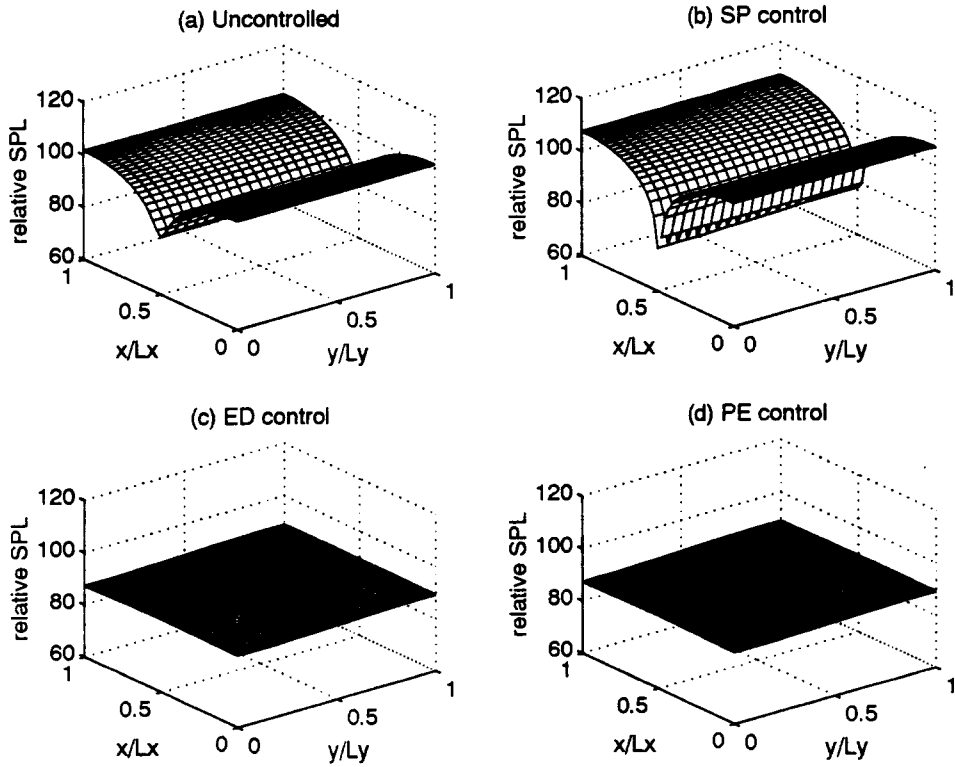 (a) Uncontrolled
relative SPL
120
100
80
60
1
0.5
0
x/Lx
0
0.5
1
y/Ly
(b) SP control
relative SPL
120
100
80
60
1
0.5
0
x/Lx
0
0.5
1
y/Ly
(c) ED control
relative SPL
120
100
80
60
1
0.5
0
x/Lx
0
0.5
1
y/Ly
(d) PE control
relative SPL
120
100
80
60
1
0.5
0
x/Lx
0
0.5
1
y/Ly